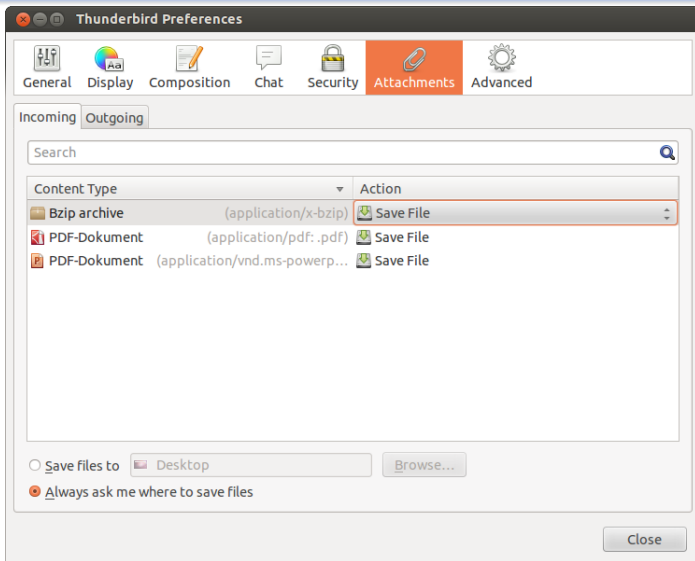 Thunderbird Preferences
General Display Composition Chat Security Attachments Advanced
Incoming Outgoing
Search
Content Type Action
Bzip archive (application/x-bzip) Save File
PDF-Dokument (application/pdf: .pdf) Save File
PDF-Dokument (application/vnd.ms-powerp... Save File
Save files to Desktop Browse...
Always ask me where to save files
Close